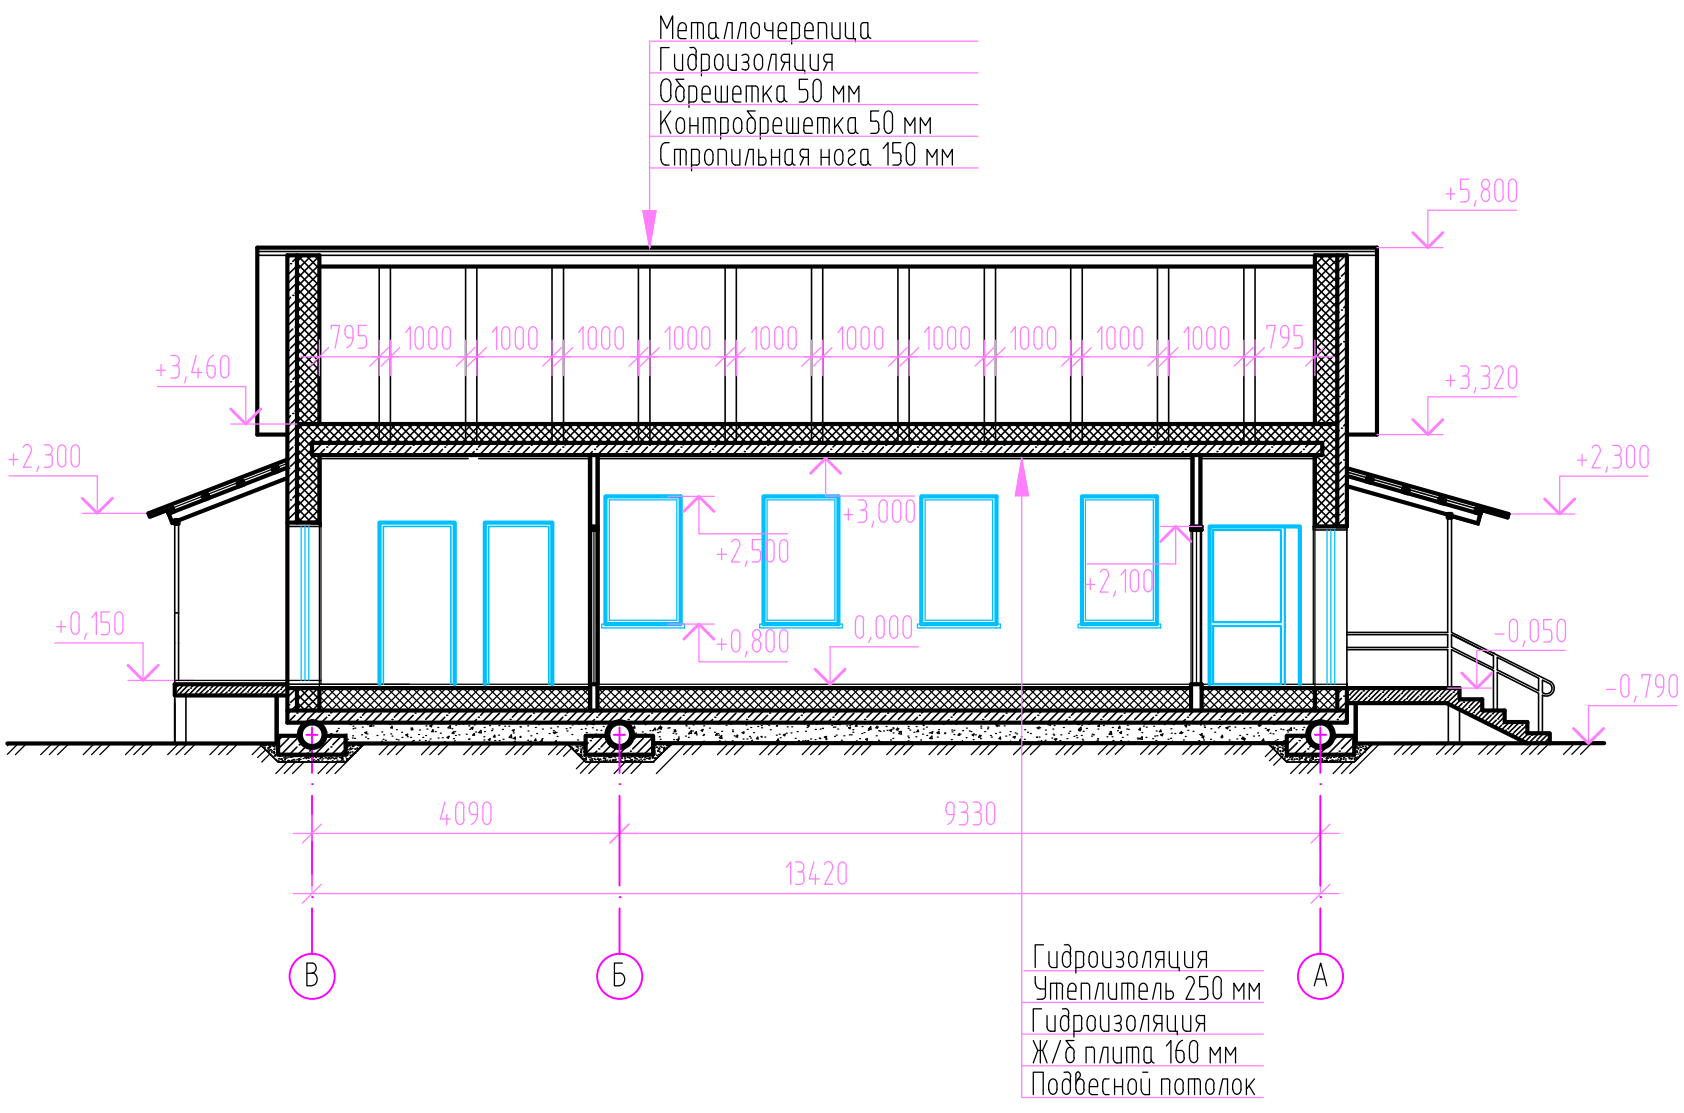 Металлочерепица
Гидроизоляция
Обрешетка 50 мм
Контробрешетка 50 мм
Стропильная нога 150 мм
+5,800
795 1000 1000 1000 1000 1000 1000 1000 1000 1000 1000 795
+3,460
+3,320
+2,300
+2,300
+3,000
+2,500
+2,100
+0,150
+0,800
0,000
-0,050
-0,790
4090 9330
13420
В Б А
Гидроизоляция
Утеплитель 250 мм
Гидроизоляция
Ж/б плита 160 мм
Подвесной потолок